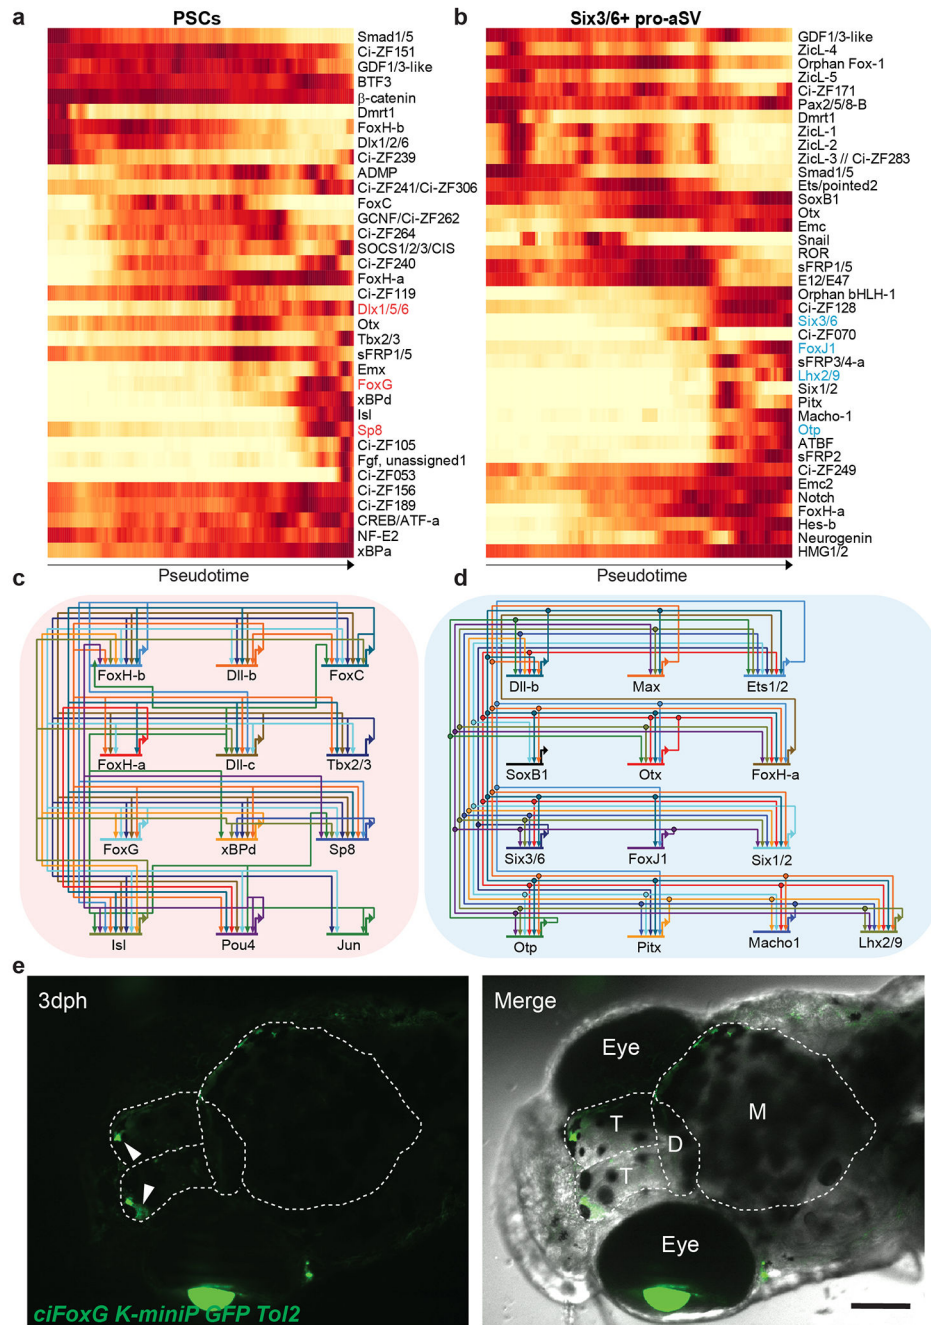 a
PSCs
Smad1/5
Ci-ZF151
GDF1/3-like
BTF3
β-catenin
Dmrt1
FoxH-b
Dlx1/2/6
Ci-ZF239
ADMP
Ci-ZF241/Ci-ZF306
FoxC
GCNF/Ci-ZF262
Ci-ZF264
SOCS1/2/3/CIS
Ci-ZF240
FoxH-a
Ci-ZF119
Dlx1/5/6
Otx
Tbx2/3
sFRP1/5
Emx
FoxG
xBPd
Isl
Sp8
Ci-ZF105
Fgf, unassigned1
Ci-ZF053
Ci-ZF156
Ci-ZF189
CREB/ATF-a
NF-E2
xBPa
Pseudotime
b
Six3/6+ pro-aSV
GDF1/3-like
ZicL-4
Orphan Fox-1
ZicL-5
Ci-ZF171
Pax2/5/8-B
Dmrt1
ZicL-1
ZicL-2
ZicL-3 // Ci-ZF283
Smad1/5
Ets/pointed2
SoxB1
Otx
Emc
Snail
ROR
sFRP1/5
E12/E47
Orphan bHLH-1
Ci-ZF128
Six3/6
Ci-ZF070
FoxJ1
sFRP3/4-a
Lhx2/9
Six1/2
Pitx
Macho-1
Otp
ATBF
sFRP2
Ci-ZF249
Emc2
Notch
FoxH-a
Hes-b
Neurogenin
HMG1/2
Pseudotime
c
FoxH-b Dll-b FoxC
FoxH-a Dll-c Tbx2/3
FoxG xBPd Sp8
Isl Pou4 Jun
d
Dll-b Max Ets1/2
SoxB1 Otx FoxH-a
Six3/6 FoxJ1 Six1/2
Otp Pitx Macho1 Lhx2/9
e
3dph
ciFoxG K-miniP GFP Tol2
Merge
Eye
T
D
M
T
Eye